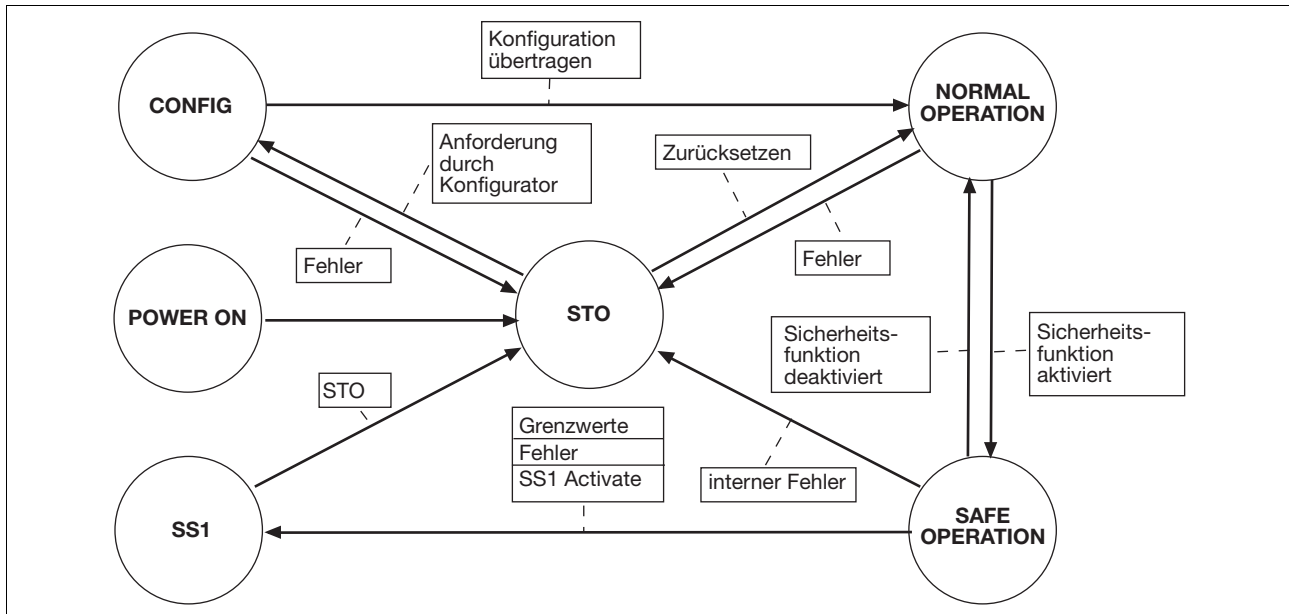 Konfiguration
übertragen
CONFIG
NORMAL
OPERATION
Anforderung
durch
Konfigurator
Zurücksetzen
Fehler
Fehler
POWER ON
STO
Sicherheits-
funktion
deaktiviert
Sicherheits-
funktion
aktiviert
STO
Grenzwerte
Fehler
SS1 Activate
interner Fehler
SS1
SAFE
OPERATION